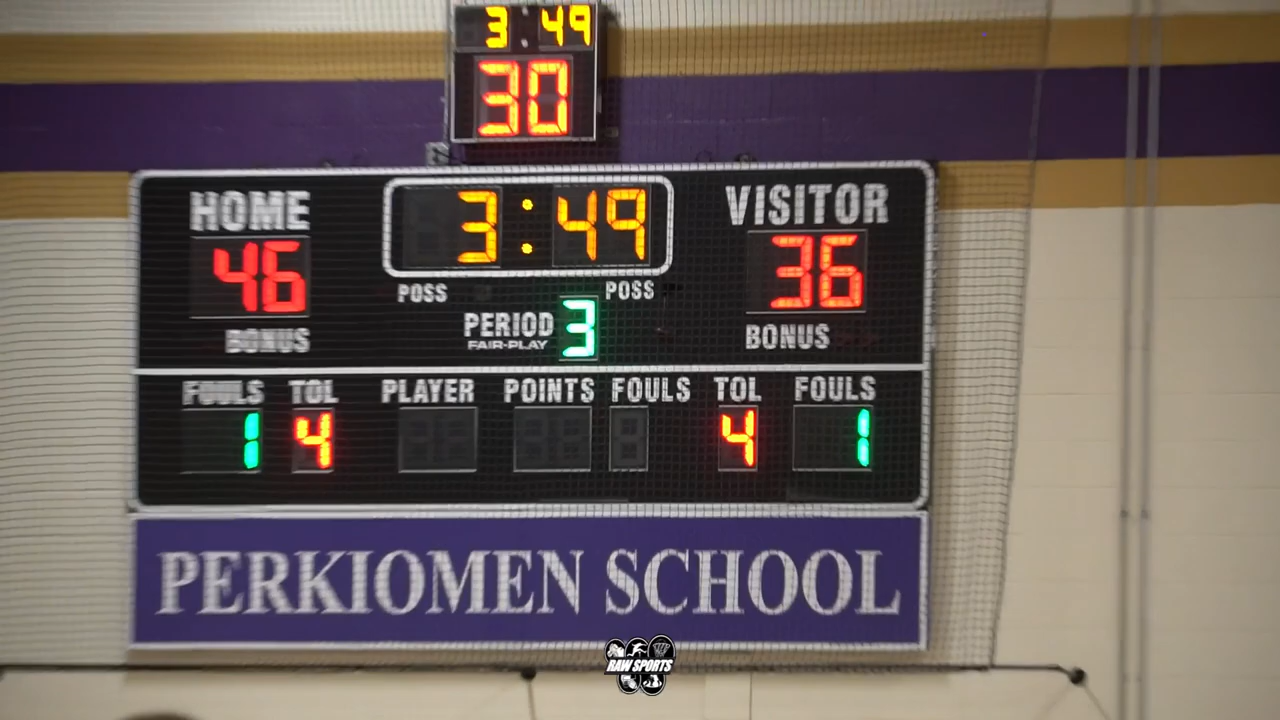 3:49
30
HOME 3:49 VISITOR
46 36
POSS POSS
PERIOD 3
FAIR-PLAY
BONUS BONUS
FOULS TOL PLAYER POINTS FOULS TOL FOULS
1 4 4 1
PERKIOMEN SCHOOL
RAW SPORTS